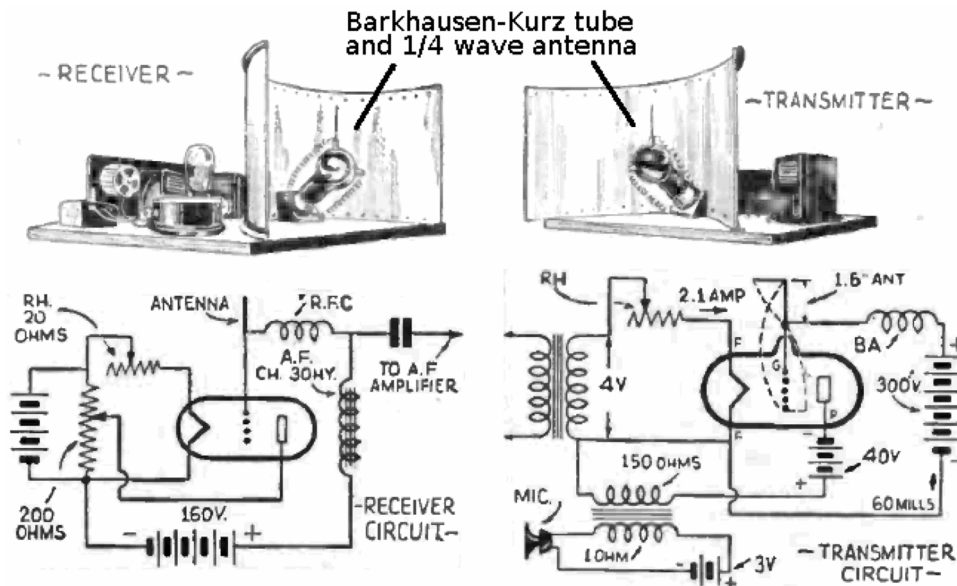 Barkhausen-Kurz tube
and 1/4 wave antenna
~ RECEIVER ~
~ TRANSMITTER ~
RH.
20
OHMS
ANTENNA
R.F.C
A.F.
CH. 30HY.
TO A.F
AMPLIFIER
200
OHMS
- 160V. +
-RECEIVER
CIRCUIT-
RH
2.1 AMP
1.6" ANT
4V
F
G
P
F
BA
+
300V.
-
-
40V
+
150 OHMS
60 MILLS
MIC.
1 OHM
- 3V +
~ TRANSMITTER
CIRCUIT ~